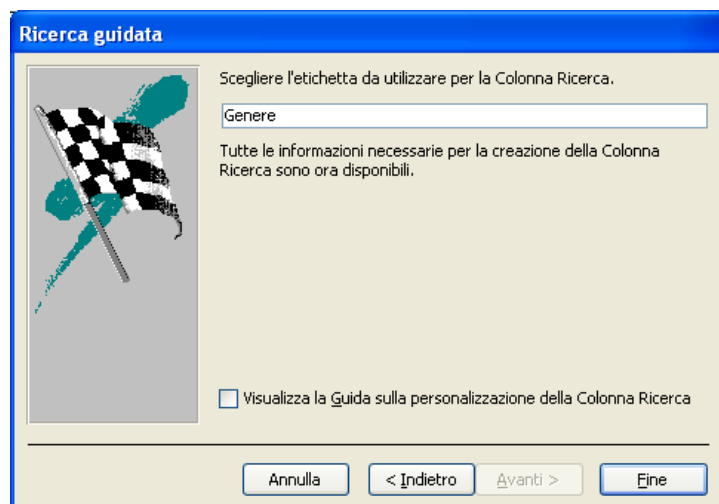 Ricerca guidata
Scegliere l'etichetta da utilizzare per la Colonna Ricerca.
Genere
Tutte le informazioni necessarie per la creazione della Colonna
Ricerca sono ora disponibili.
Visualizza la Guida sulla personalizzazione della Colonna Ricerca
Annulla
< Indietro
Avanti >
Fine